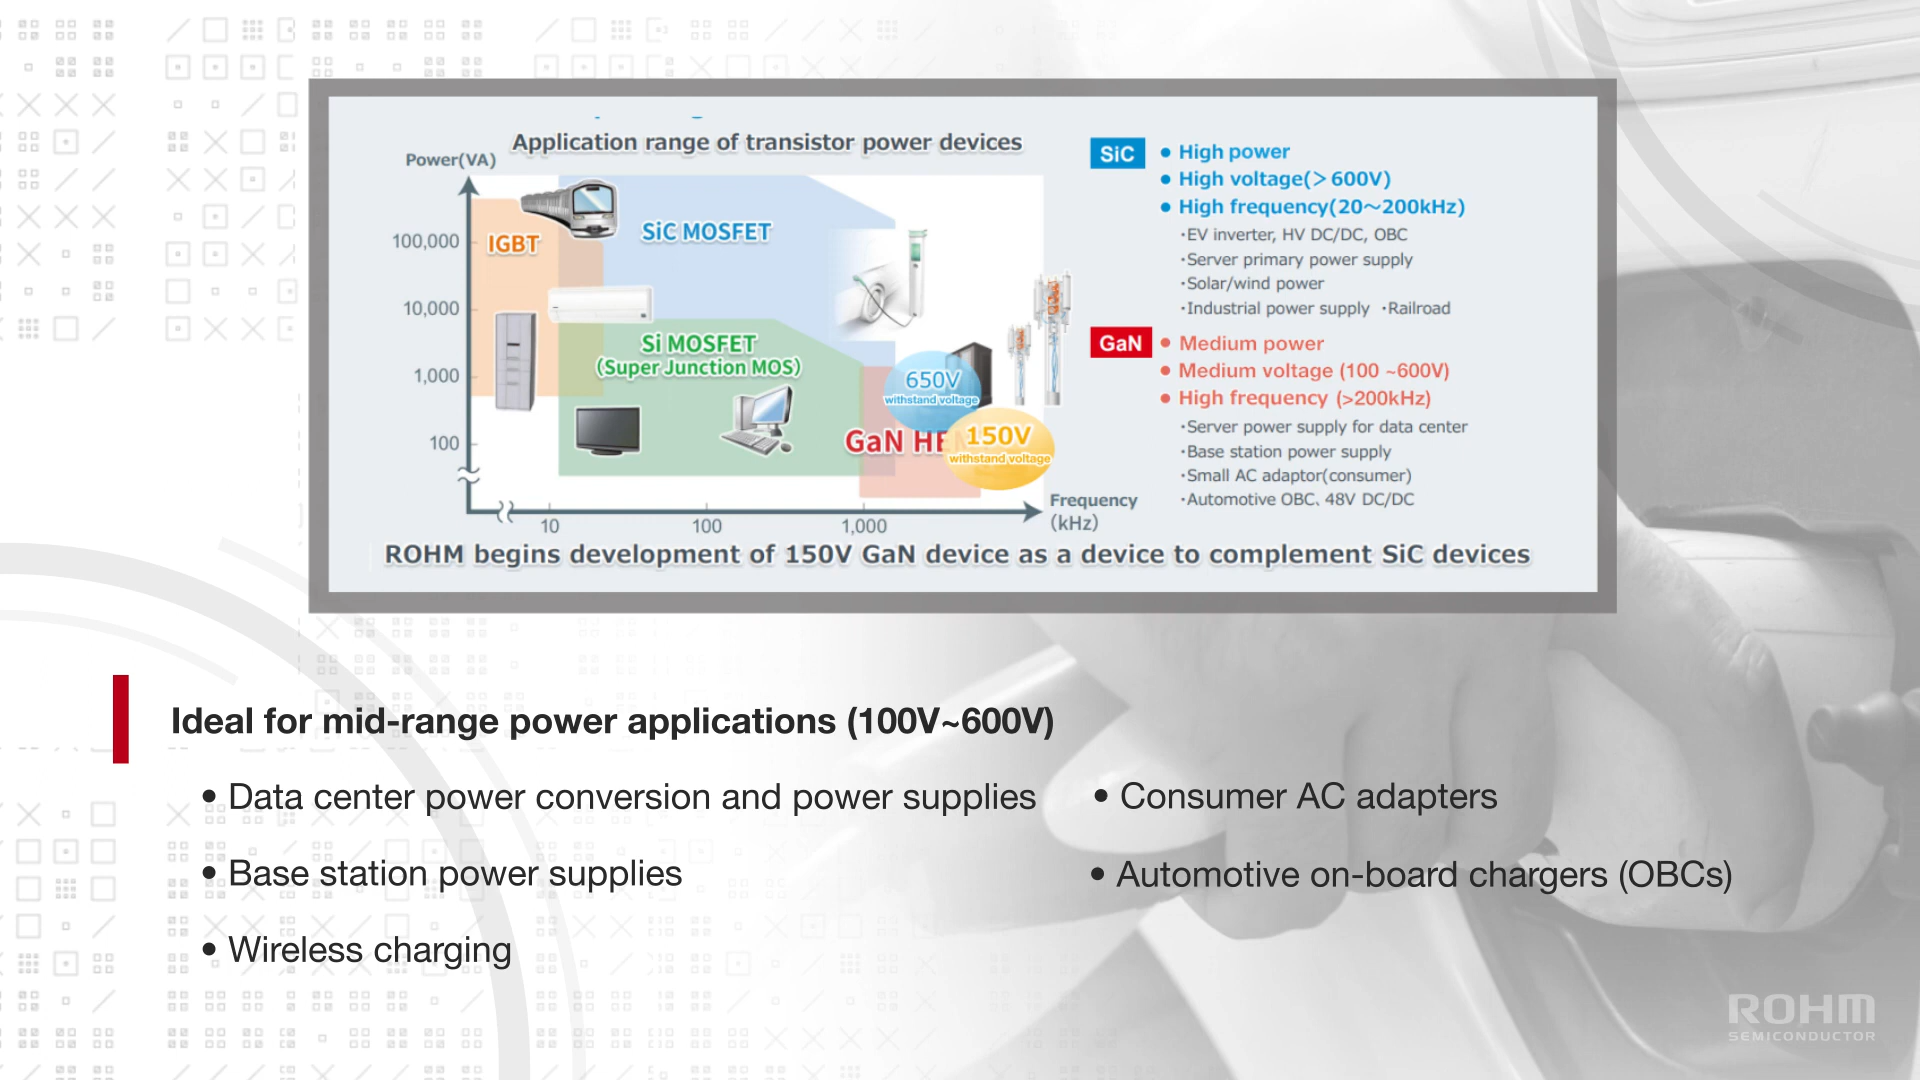 Application range of transistor power devices
Power(VA)
100,000
10,000
1,000
100
IGBT
SiC MOSFET
Si MOSFET
(Super Junction MOS)
650V
withstand voltage
GaN HE
150V
withstand voltage
10
100
1,000
Frequency
(kHz)
SiC
• High power
• High voltage(>600V)
• High frequency(20~200kHz)
・EV inverter, HV DC/DC, OBC
・Server primary power supply
・Solar/wind power
・Industrial power supply ・Railroad
GaN
• Medium power
• Medium voltage (100 ~600V)
• High frequency (>200kHz)
・Server power supply for data center
・Base station power supply
・Small AC adaptor(consumer)
・Automotive OBC、48V DC/DC
ROHM begins development of 150V GaN device as a device to complement SiC devices
Ideal for mid-range power applications (100V~600V)
• Data center power conversion and power supplies
• Base station power supplies
• Wireless charging
• Consumer AC adapters
• Automotive on-board chargers (OBCs)
ROHM
SEMICONDUCTOR